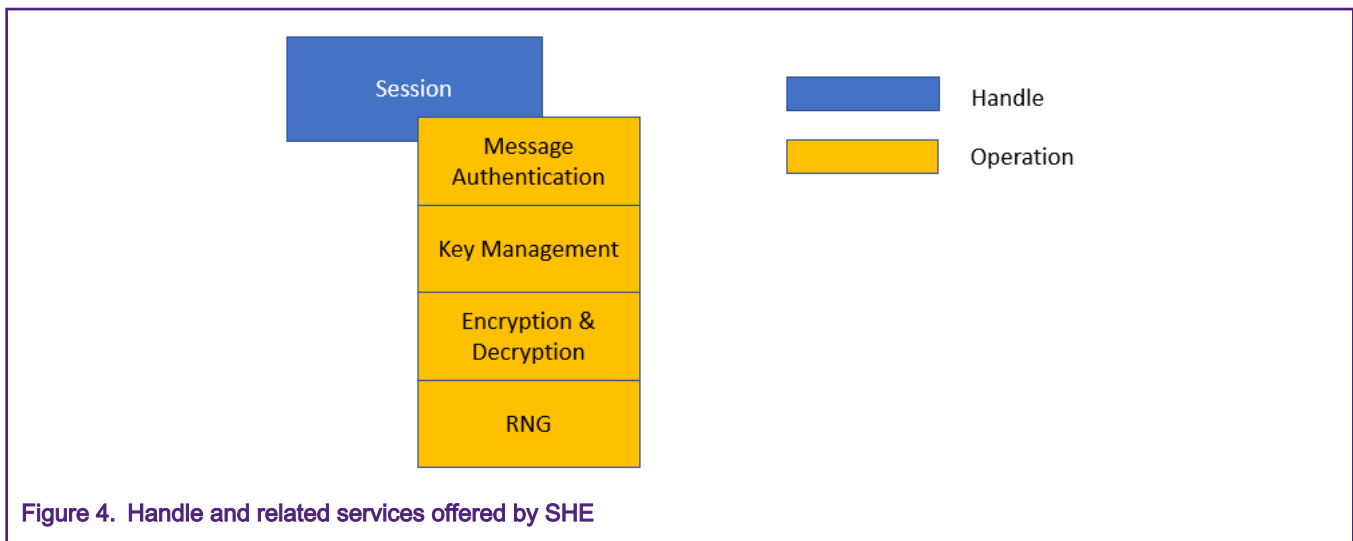 Session
Message
Authentication
Key Management
Encryption &
Decryption
RNG
Handle
Operation
Figure 4. Handle and related services offered by SHE